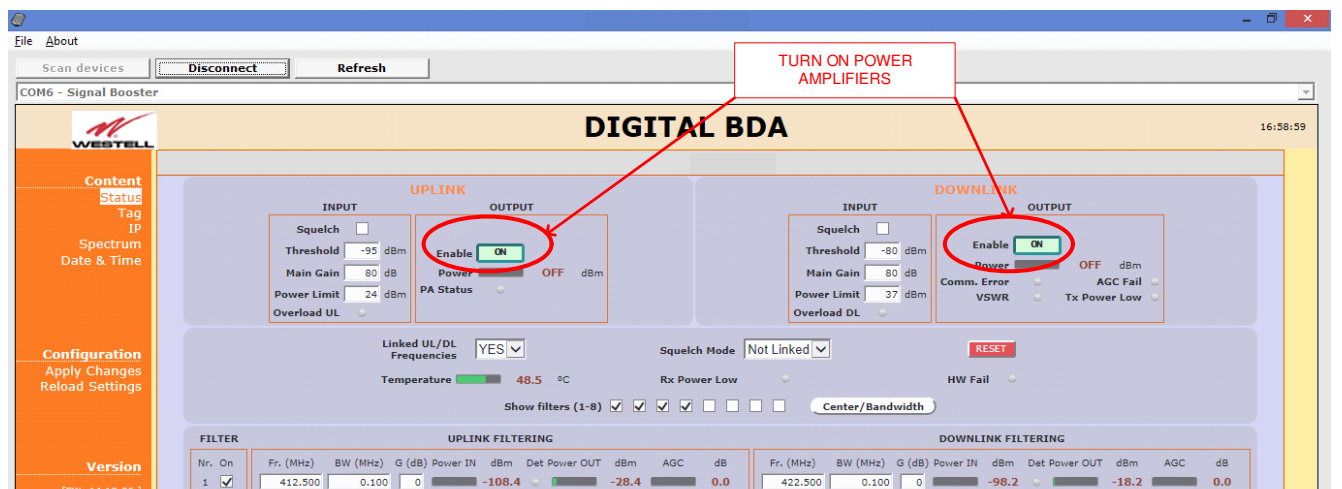 File About
TURN ON POWER
AMPLIFIERS
Scan devices Disconnect Refresh
COM6 - Signal Booster
WESTELL
DIGITAL BDA
16:58:59
Content
Status
Tag
IP
Spectrum
Date & Time
Configuration
Apply Changes
Reload Settings
Version
UPLINK
INPUT OUTPUT
Squelch
Threshold -95 dBm Enable ON
Main Gain 80 dB Power OFF dBm
Power Limit 24 dBm PA Status
Overload UL
DOWNLINK
INPUT OUTPUT
Squelch
Threshold -80 dBm Enable ON
Main Gain 80 dB Power OFF dBm
Comm. Error AGC Fail
Power Limit 37 dBm VSWR Tx Power Low
Overload DL
Linked UL/DL
Frequencies YES Squelch Mode Not Linked RESET
Temperature 48.5 ºC Rx Power Low HW Fail
Show filters (1-8) Center/Bandwidth
FILTER UPLINK FILTERING DOWNLINK FILTERING
Nr. On Fr. (MHz) BW (MHz) G (dB) Power IN dBm Det Power OUT dBm AGC dB Fr. (MHz) BW (MHz) G (dB) Power IN dBm Det Power OUT dBm AGC dB
1 412.500 0.100 0 -108.4 -28.4 0.0 422.500 0.100 0 -98.2 -18.2 0.0